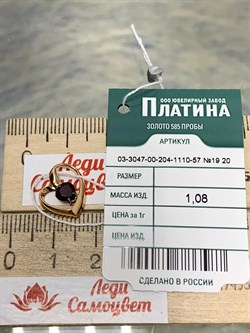 ООО ЮВЕЛИРНЫЙ ЗАВОД
ПЛАТИНА
ЗОЛОТО 585 ПРОБЫ
АРТИКУЛ
03-3047-00-204-1110-57 №19 20
РАЗМЕР
МАССА ИЗД. 1,08
ЦЕНА за 1г
ЦЕНА ИЗД.
СДЕЛАНО В РОССИИ
Леди
Самоцвет
Леди
Самоцвет